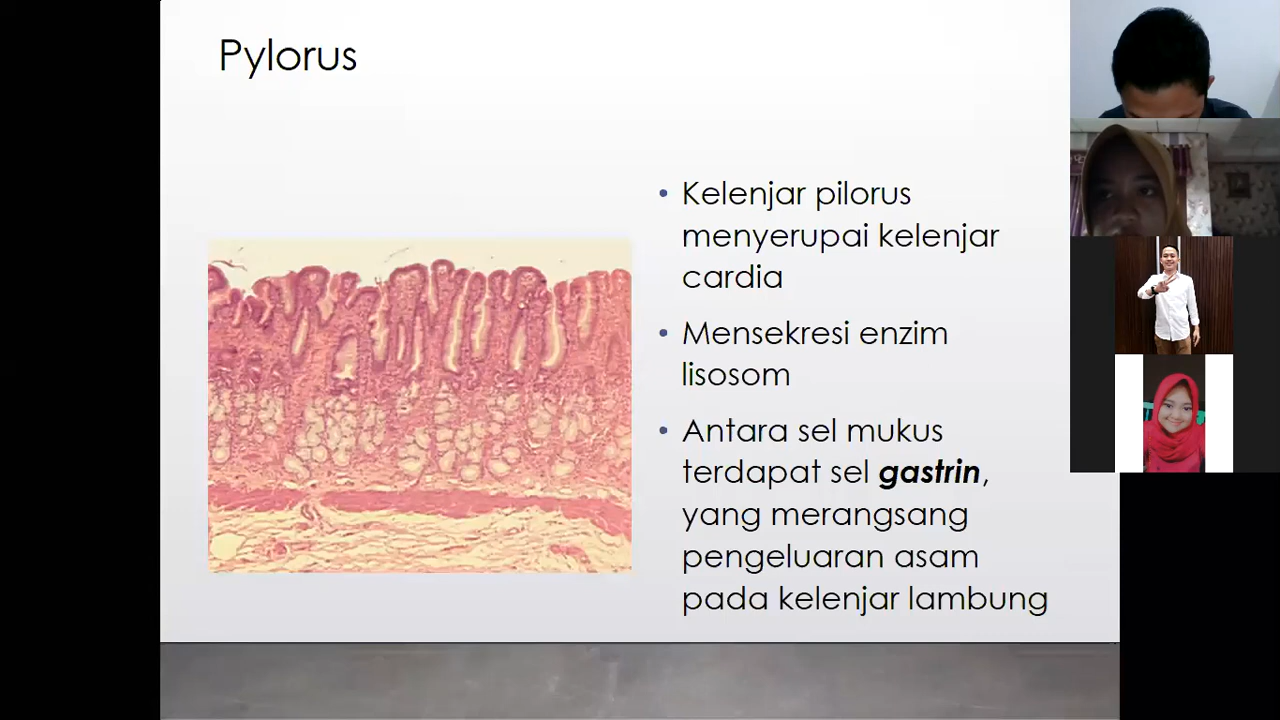 Pylorus
• Kelenjar pilorus
menyerupai kelenjar
cardia
• Mensekresi enzim
lisosom
• Antara sel mukus
terdapat sel gastrin,
yang merangsang
pengeluaran asam
pada kelenjar lambung